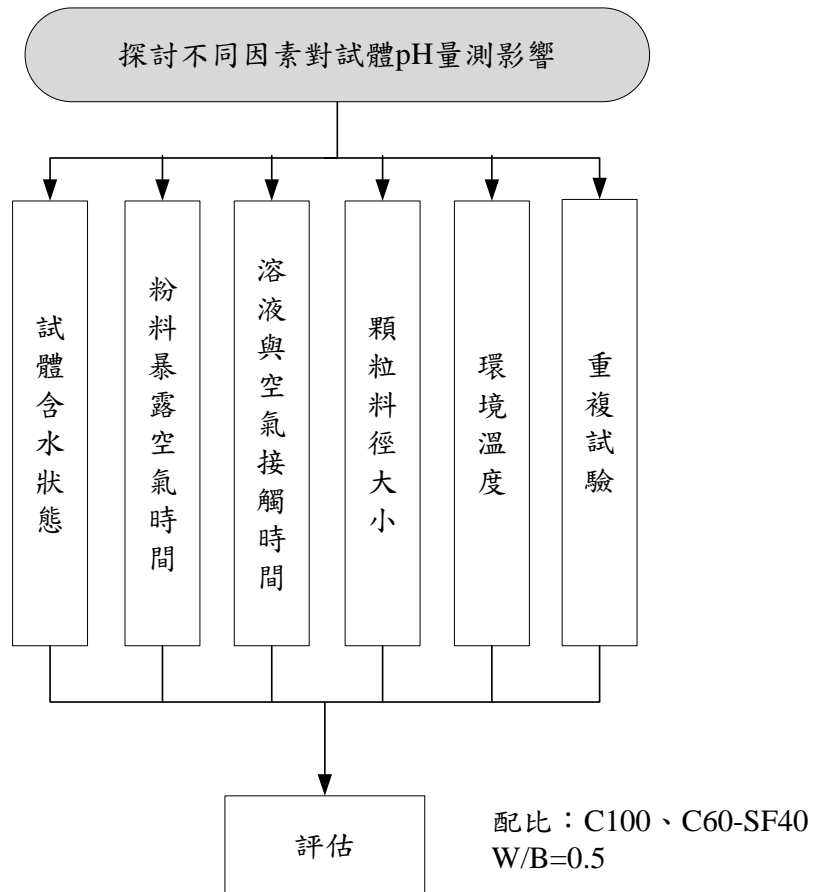 探討不同因素對試體pH量測影響
試體含水狀態
粉料暴露空氣時間
溶液與空氣接觸時間
顆粒料徑大小
環境溫度
重複試驗
評估
配比：C100、C60-SF40
W/B=0.5